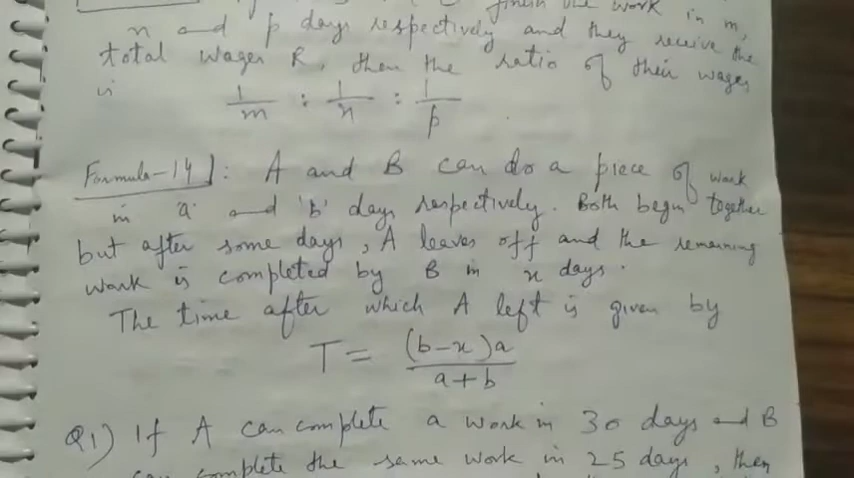 finish the work in m,
n and p days respectively and they receive the
total wages R, then the ratio of their wages
is
1/m : 1/n : 1/p
Formula-14]: A and B can do a piece of work
in 'a' and 'b' days respectively. Both begin together
but after some days, A leaves off and the remaining
work is completed by B in x days.
The time after which A left is given by
T = (b-x)a / a+b
Q1) If A can complete a work in 30 days and B
can complete the same work in 25 days, then